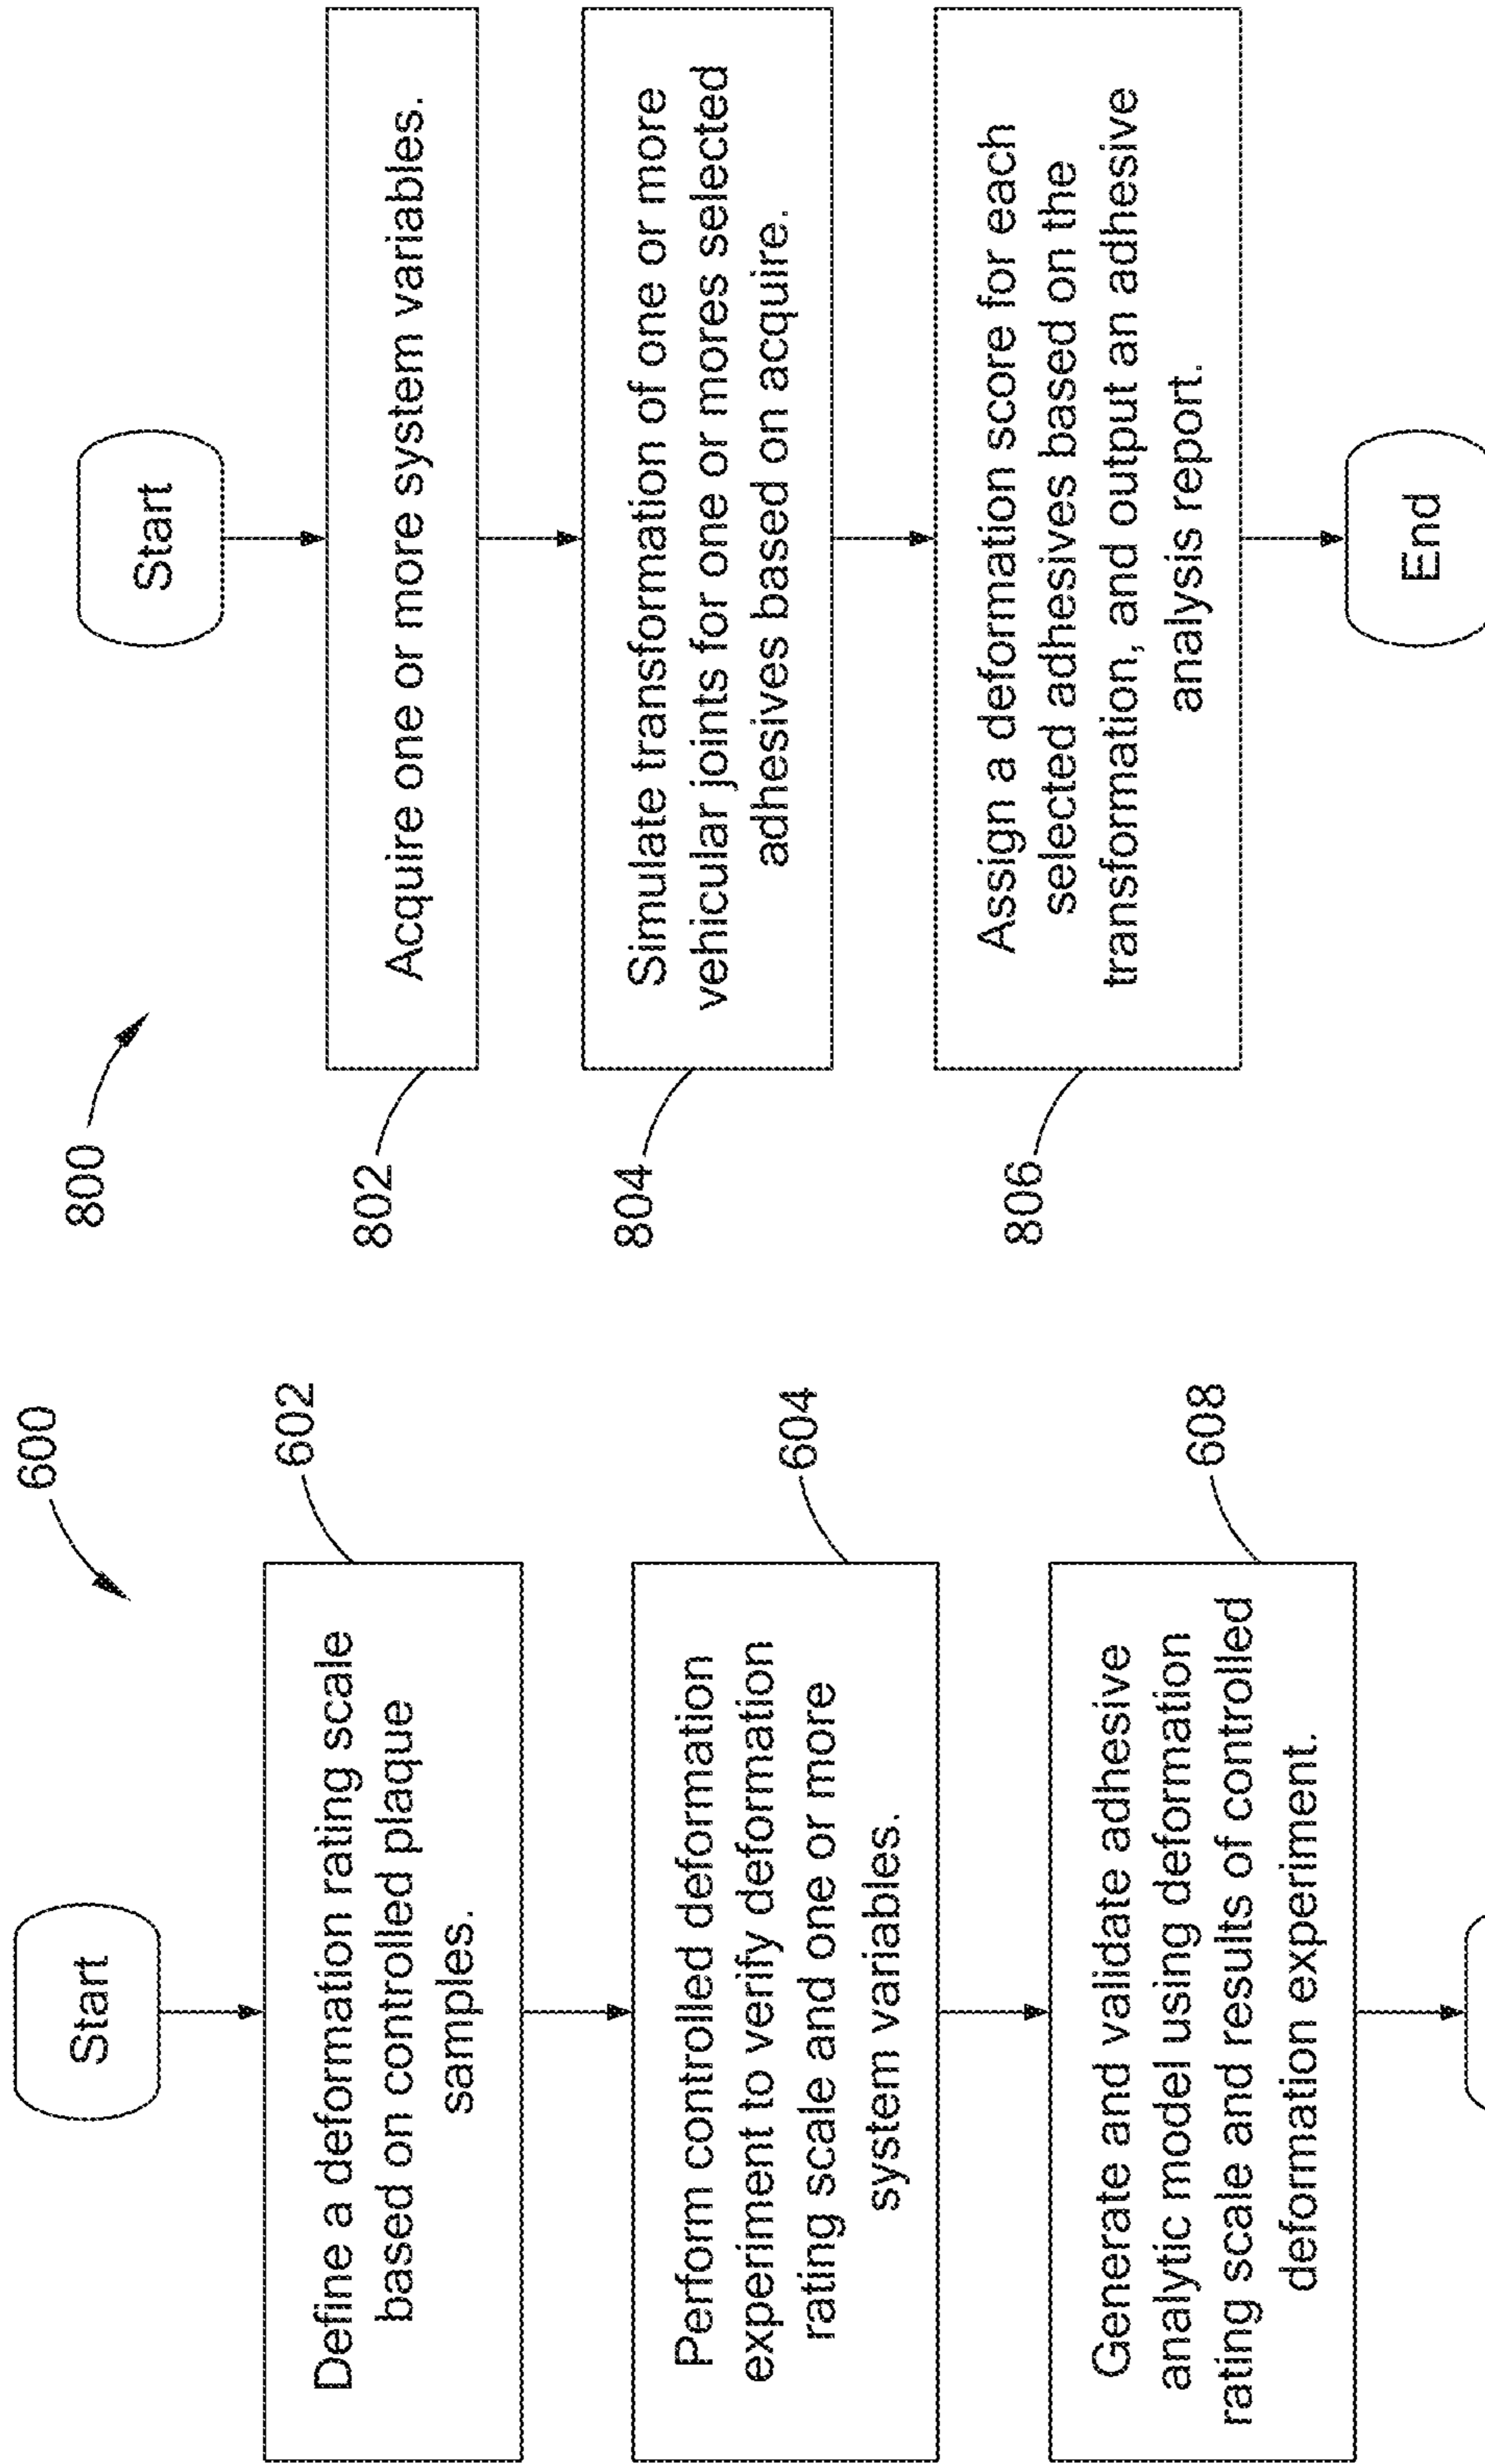 600
Start
Define a deformation rating scale
based on controlled plaque
samples.
602
Perform controlled deformation
experiment to verify deformation
rating scale and one or more
system variables.
604
Generate and validate adhesive
analytic model using deformation
rating scale and results of controlled
deformation experiment.
608
800
Start
802
Acquire one or more system variables.
804
Simulate transformation of one or more
vehicular joints for one or mores selected
adhesives based on acquire.
806
Assign a deformation score for each
selected adhesives based on the
transformation, and output an adhesive
analysis report.
End